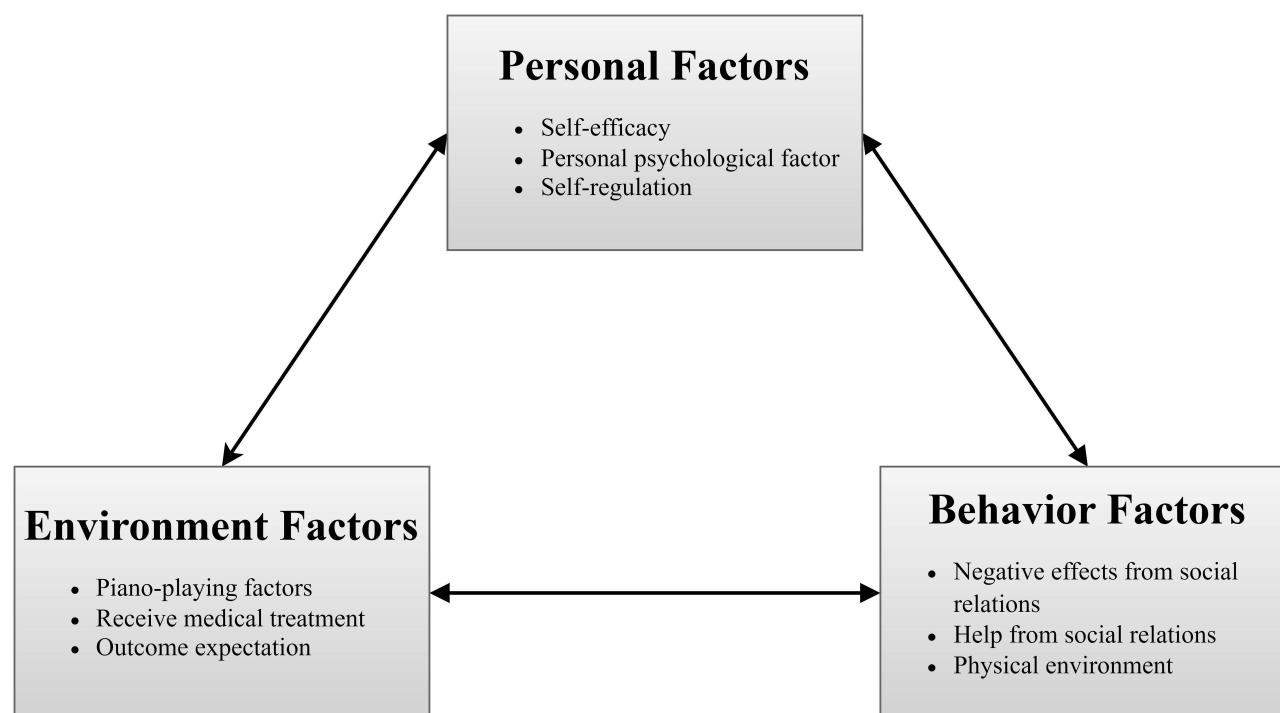 Personal Factors
• Self-efficacy
• Personal psychological factor
• Self-regulation
Environment Factors
• Piano-playing factors
• Receive medical treatment
• Outcome expectation
Behavior Factors
• Negative effects from social
relations
• Help from social relations
• Physical environment